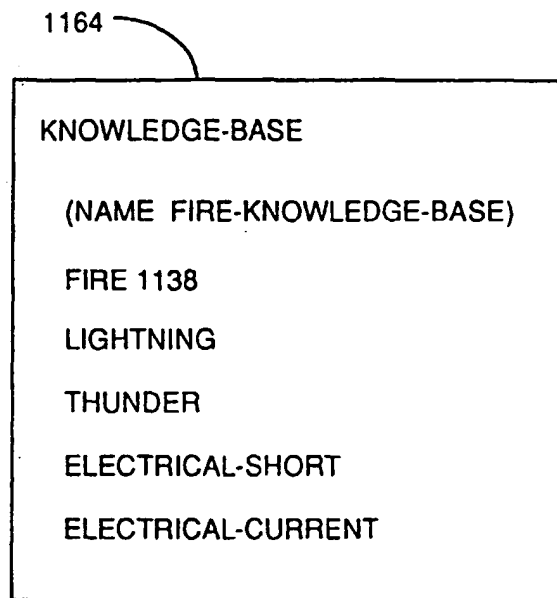 1164
KNOWLEDGE-BASE
(NAME FIRE-KNOWLEDGE-BASE)
FIRE 1138
LIGHTNING
THUNDER
ELECTRICAL-SHORT
ELECTRICAL-CURRENT